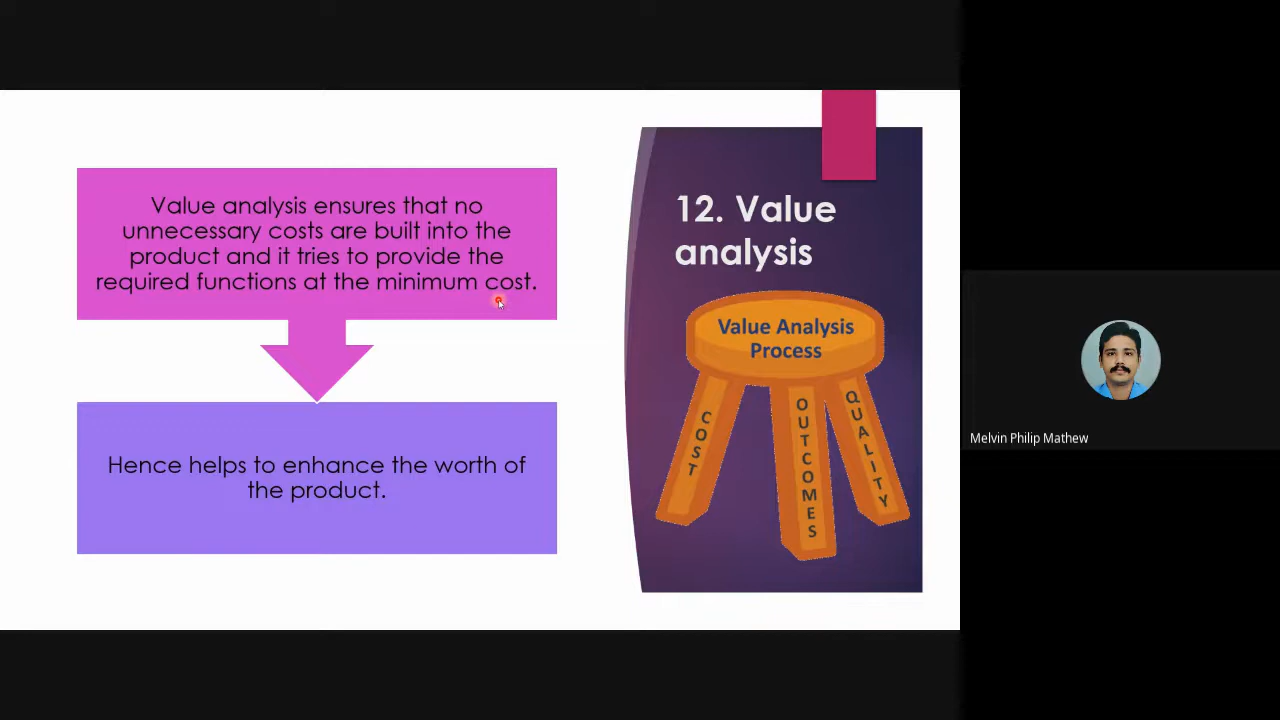 Value analysis ensures that no
unnecessary costs are built into the
product and it tries to provide the
required functions at the minimum cost.
Hence helps to enhance the worth of
the product.
12. Value
analysis
Value Analysis
Process
COST
OUTCOMES
QUALITY
Melvin Philip Mathew